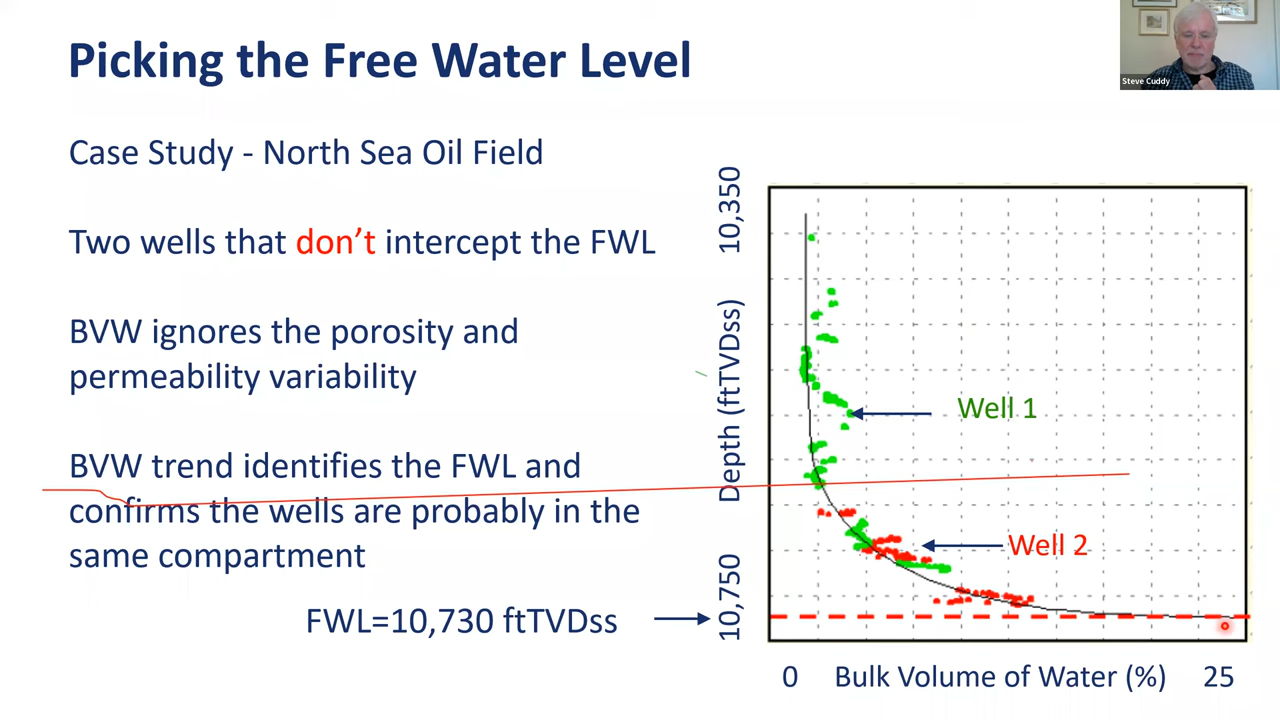 Picking the Free Water Level
Steve Cuddy
Case Study - North Sea Oil Field
Two wells that don't intercept the FWL
BVW ignores the porosity and
permeability variability
BVW trend identifies the FWL and
confirms the wells are probably in the
same compartment
FWL=10,730 ftTVDss
10,350
Depth (ftTVDss)
10,750
Well 1
Well 2
0 Bulk Volume of Water (%) 25